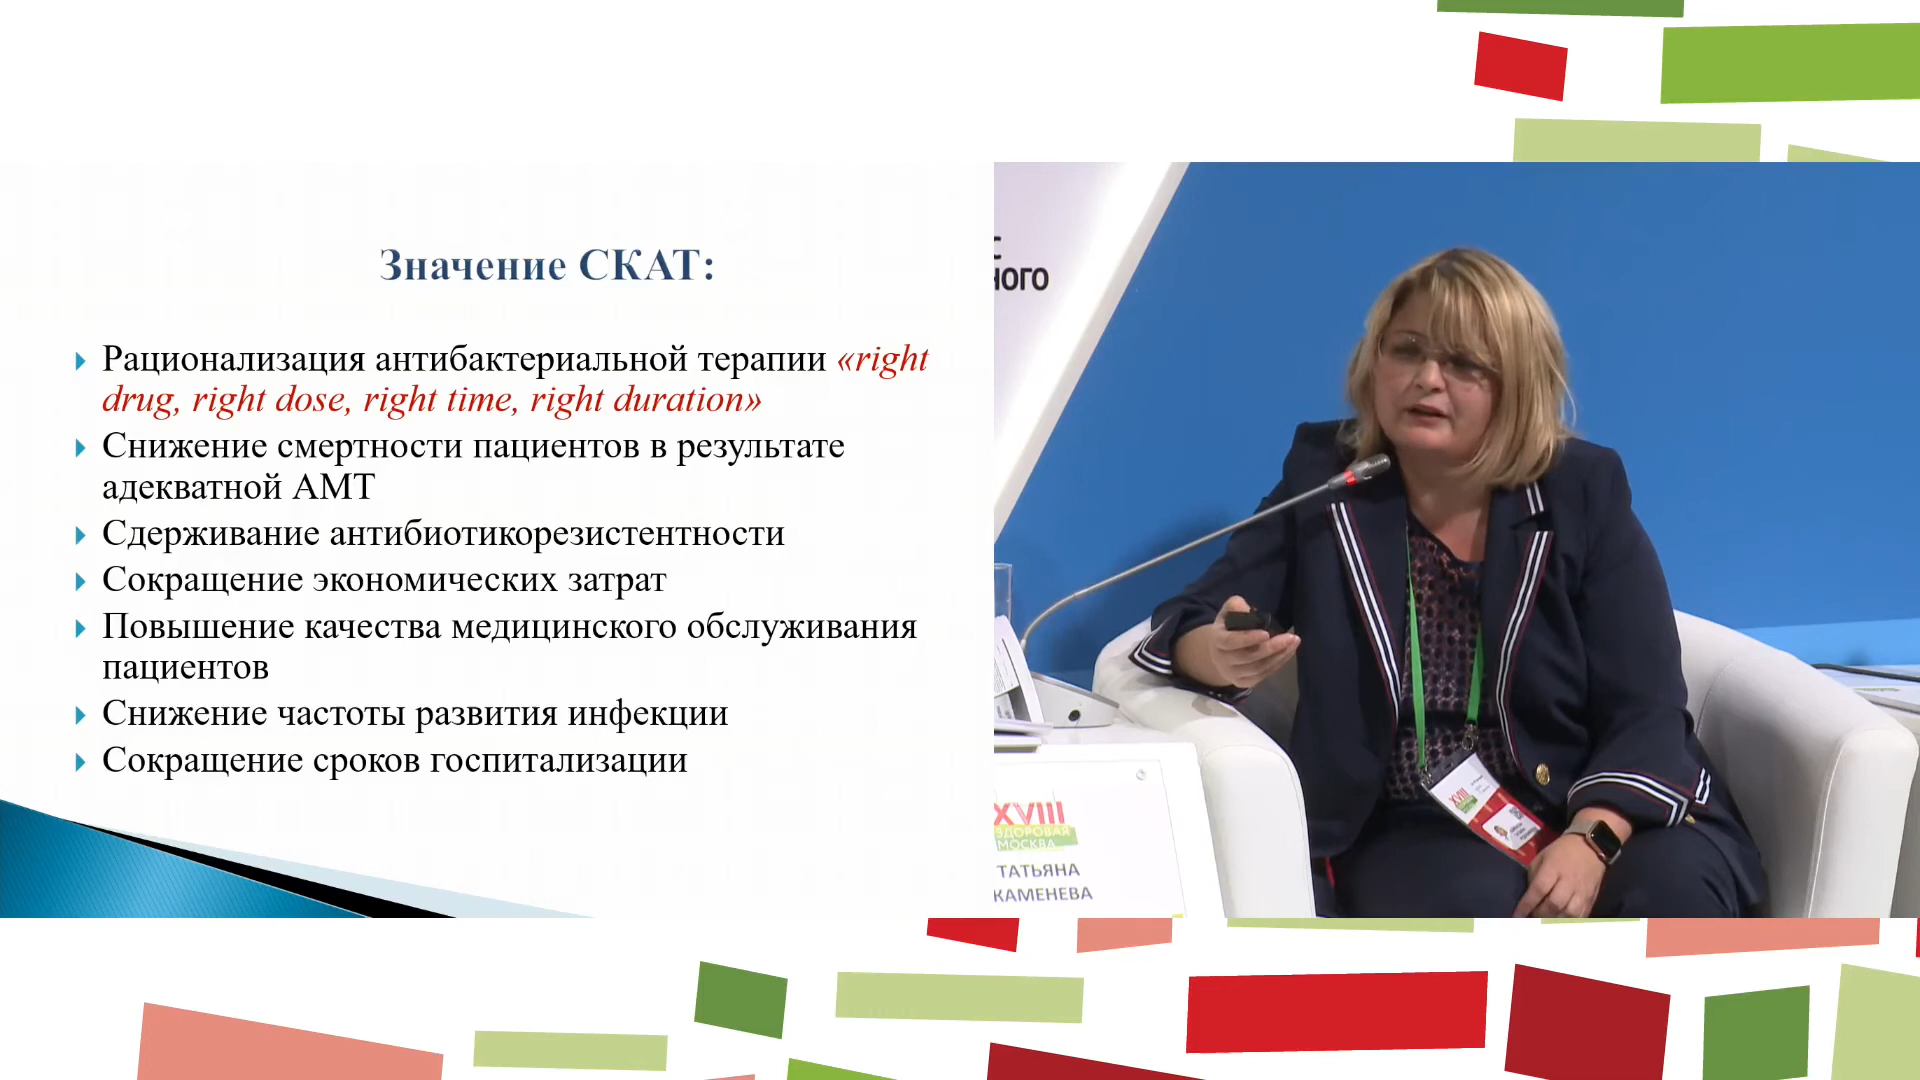 Значение СКАТ:
Рационализация антибактериальной терапии «right
drug, right dose, right time, right duration»
Снижение смертности пациентов в результате
адекватной АМТ
Сдерживание антибиотикорезистентности
Сокращение экономических затрат
Повышение качества медицинского обслуживания
пациентов
Снижение частоты развития инфекции
Сокращение сроков госпитализации
ного
XVIII
ЗДОРОВАЯ
МОСКВА
ТАТЬЯНА
КАМЕНЕВА
XVIII